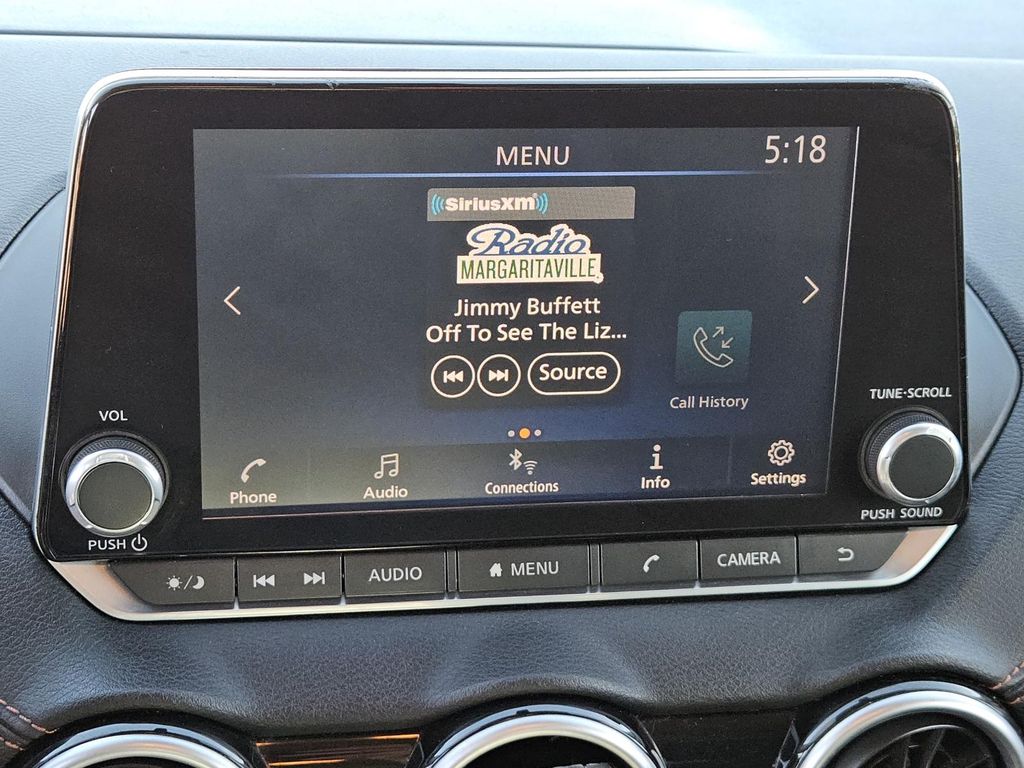 MENU
5:18
SiriusXM
Radio
MARGARITAVILLE
Jimmy Buffett
Off To See The Liz...
Source
Call History
Phone
Audio
Connections
Info
Settings
VOL
PUSH
TUNE·SCROLL
PUSH SOUND
AUDIO
MENU
CAMERA